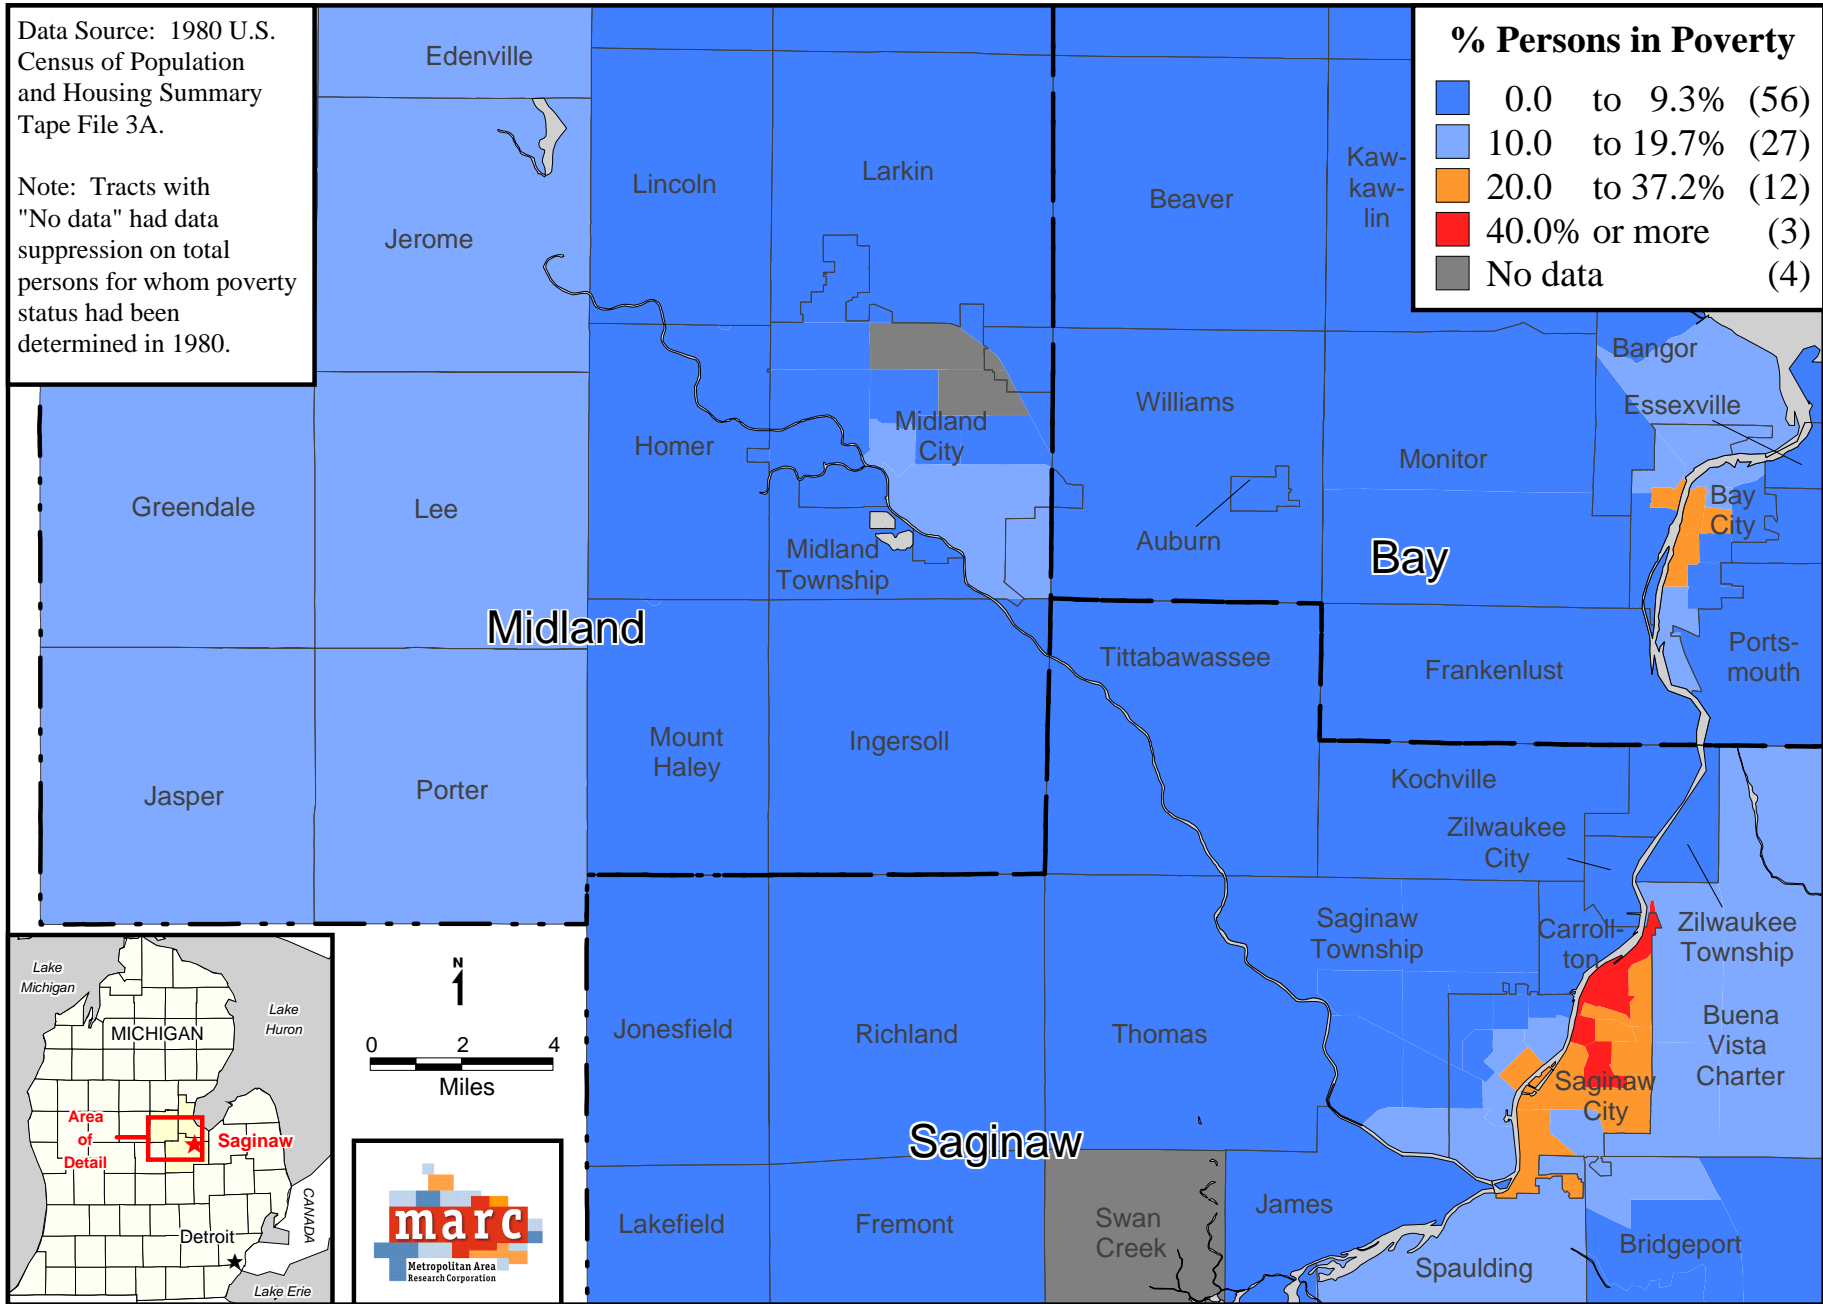 Data Source: 1980 U.S.
Census of Population
and Housing Summary
Tape File 3A.
Note: Tracts with
"No data" had data
suppression on total
persons for whom poverty
status had been
determined in 1980.
% Persons in Poverty
0.0 to 9.3% (56)
10.0 to 19.7% (27)
20.0 to 37.2% (12)
40.0% or more (3)
No data (4)
Edenville
Jerome
Lincoln
Larkin
Beaver
Kaw-
kaw-
lin
Bangor
Essexville
Williams
Midland
City
Homer
Monitor
Greendale
Lee
Bay
City
Auburn
Midland
Township
Bay
Midland
Tittabawassee
Frankenlust
Ports-
mouth
Mount
Haley
Ingersoll
Jasper
Porter
Kochville
Zilwaukee
City
Saginaw
Township
Carroll-
ton
Zilwaukee
Township
Jonesfield
Richland
Thomas
Buena
Vista
Charter
Saginaw
City
Saginaw
Lakefield
Fremont
Swan
Creek
James
Spaulding
Bridgeport
Lake
Michigan
Lake
Huron
MICHIGAN
Area
of
Detail
Saginaw
CANADA
Detroit
Lake Erie
N
0 2 4
Miles
marc
Metropolitan Area
Research Corporation